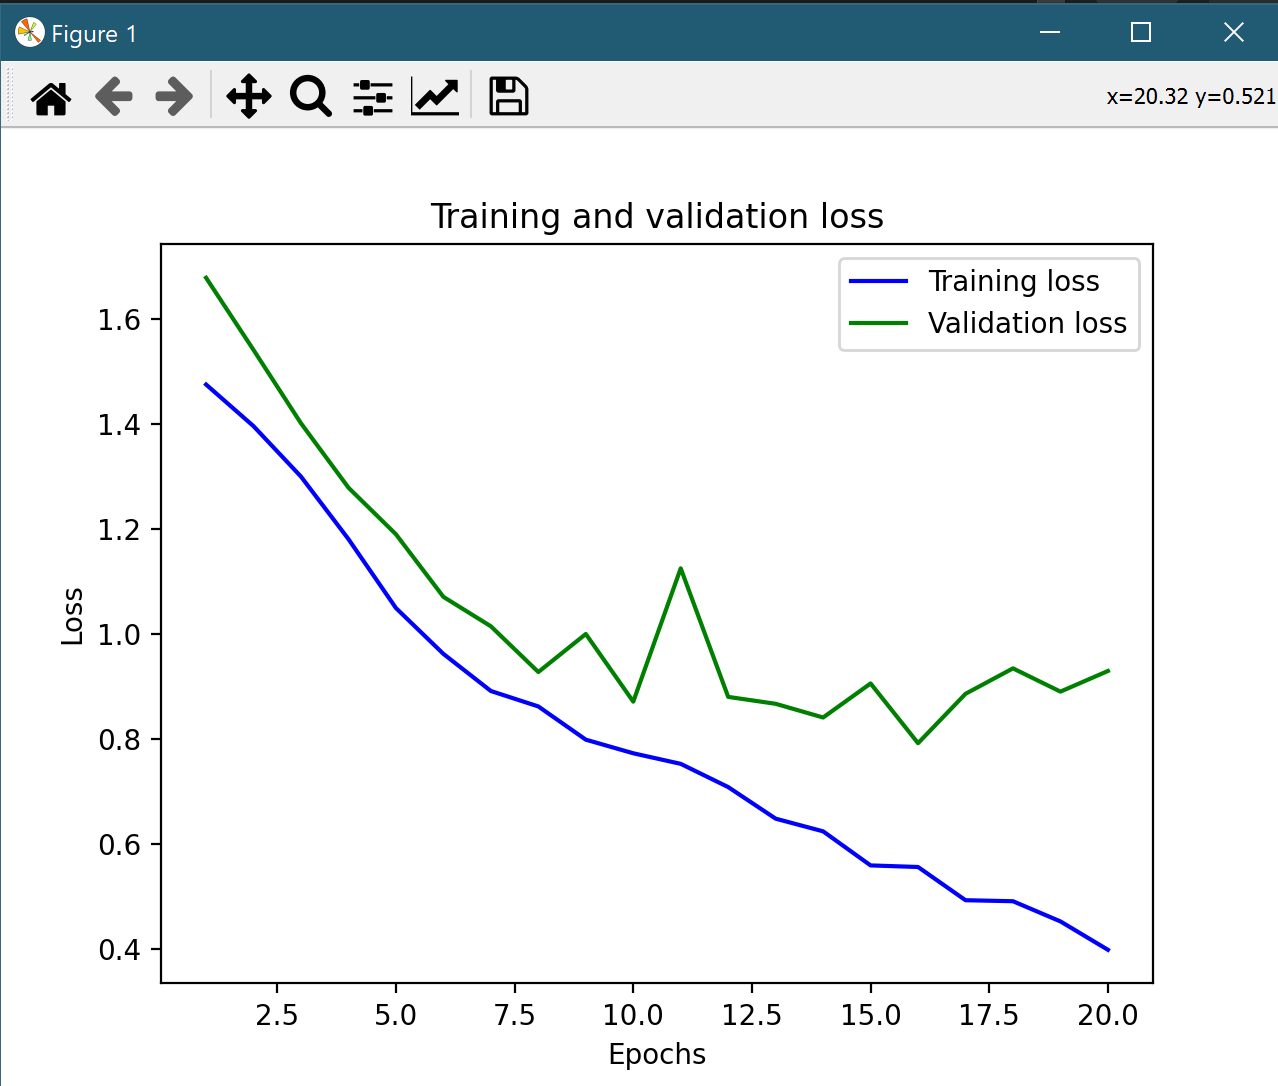 Figure 1
x=20.32 y=0.521
Training and validation loss
Training loss
Validation loss
1.6
1.4
1.2
1.0
0.8
0.6
0.4
Loss
2.5 5.0 7.5 10.0 12.5 15.0 17.5 20.0
Epochs